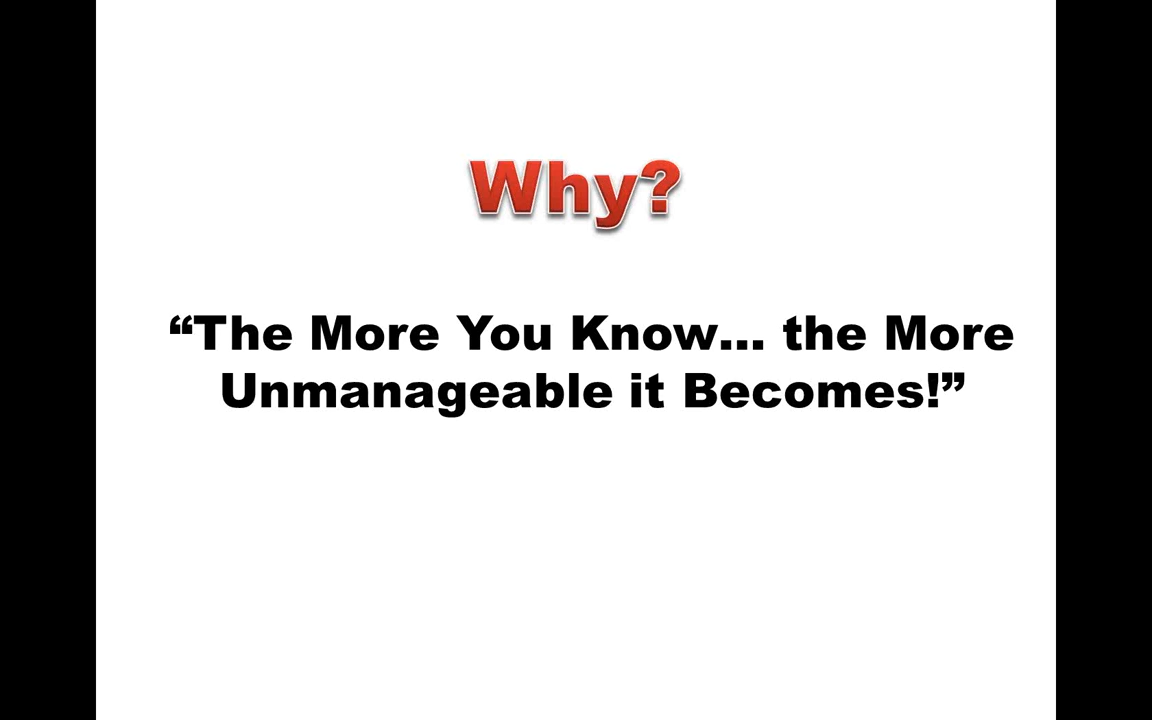 Why?
“The More You Know... the More
Unmanageable it Becomes!”